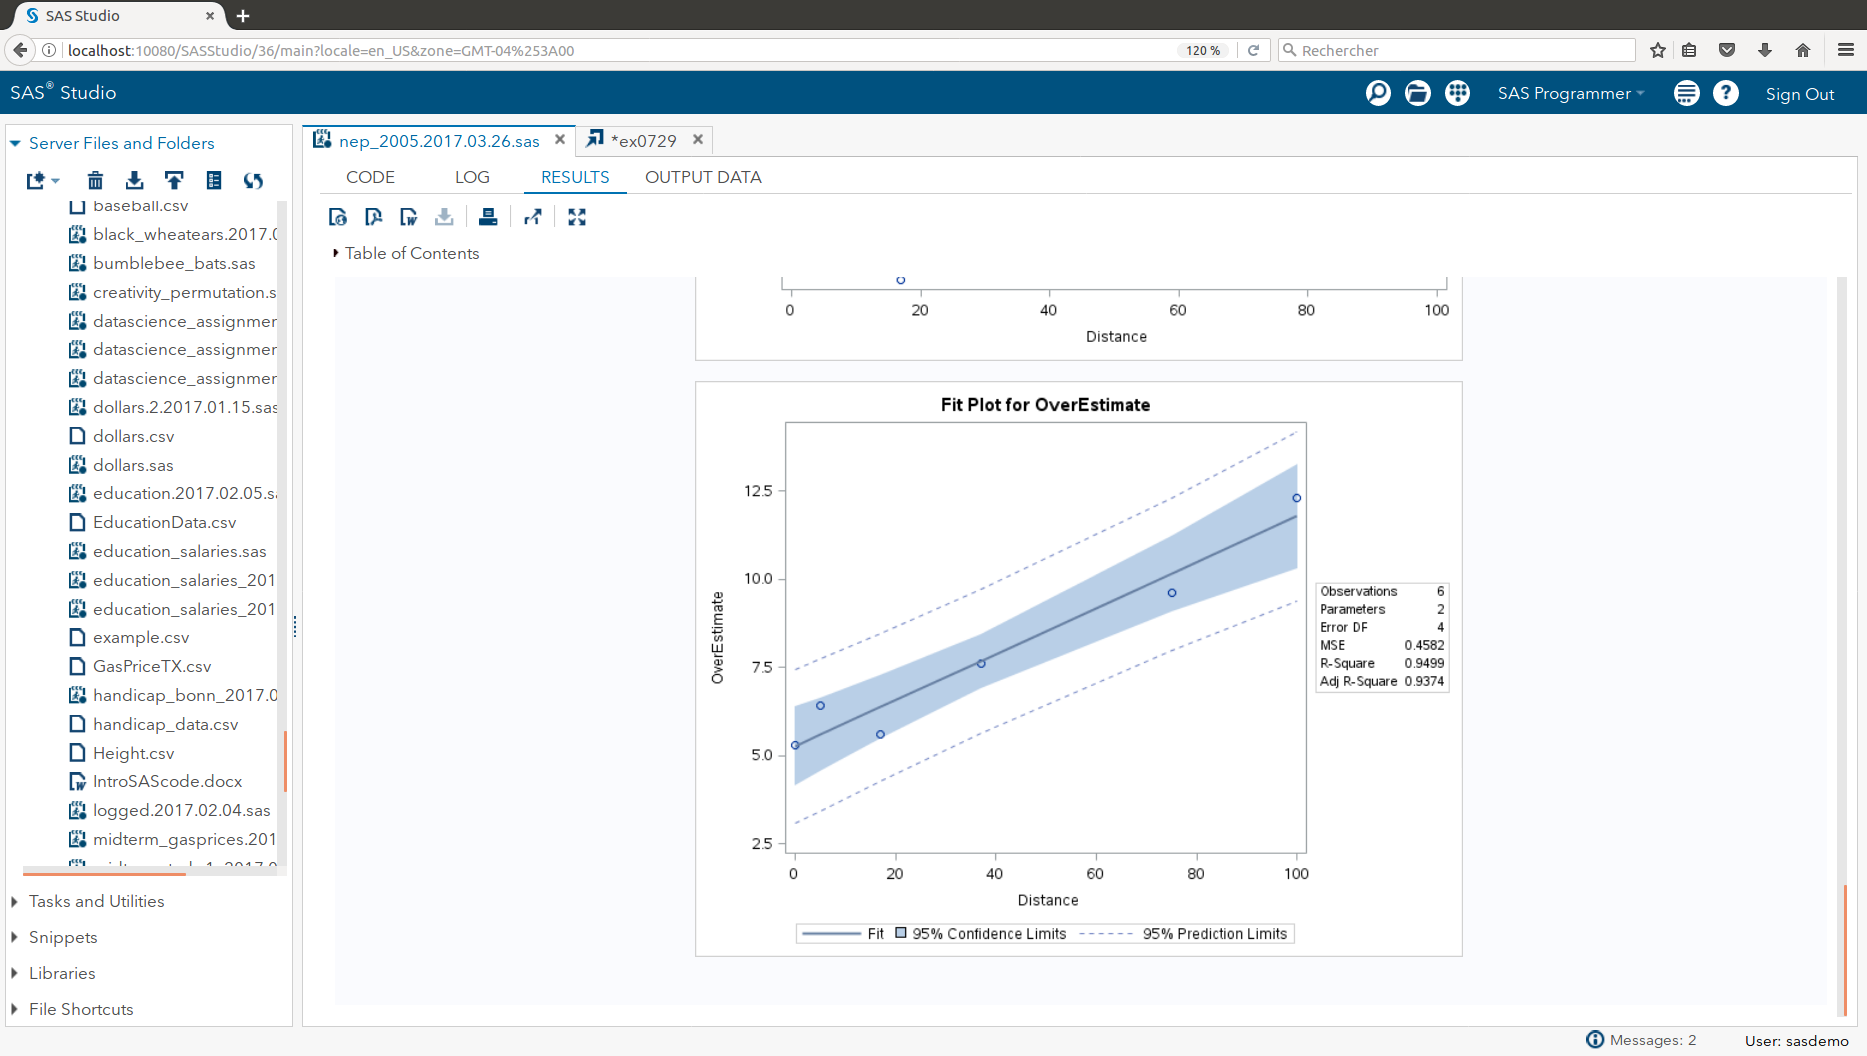 SAS Studio
localhost:10080/SASStudio/36/main?locale=en_US&zone=GMT-04%253A00
120 %
Rechercher
SAS® Studio
SAS Programmer
Sign Out
Server Files and Folders
baseball.csv
black_wheatears.2017.0
bumblebee_bats.sas
creativity_permutation.s
datascience_assignmer
datascience_assignmer
datascience_assignmer
dollars.2.2017.01.15.sas
dollars.csv
dollars.sas
education.2017.02.05.sa
EducationData.csv
education_salaries.sas
education_salaries_201
education_salaries_201
example.csv
GasPriceTX.csv
handicap_bonn_2017.0
handicap_data.csv
Height.csv
IntroSAScode.docx
logged.2017.02.04.sas
midterm_gasprices.201
Tasks and Utilities
Snippets
Libraries
File Shortcuts
nep_2005.2017.03.26.sas
*ex0729
CODE LOG RESULTS OUTPUT DATA
Table of Contents
0 20 40 60 80 100
Distance
Fit Plot for OverEstimate
12.5
10.0
7.5
5.0
2.5
OverEstimate
0 20 40 60 80 100
Distance
Fit 95% Confidence Limits 95% Prediction Limits
Observations 6
Parameters 2
Error DF 4
MSE 0.4582
R-Square 0.9499
Adj R-Square 0.9374
Messages: 2
User: sasdemo